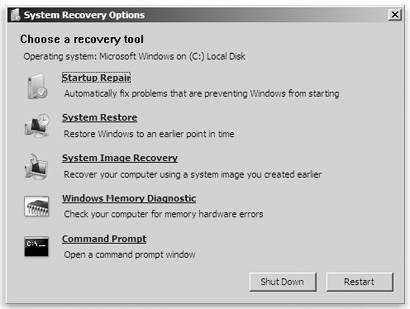 System Recovery Options
Choose a recovery tool
Operating system: Microsoft Windows on (C:) Local Disk
Startup Repair
Automatically fix problems that are preventing Windows from starting
System Restore
Restore Windows to an earlier point in time
System Image Recovery
Recover your computer using a system image you created earlier
Windows Memory Diagnostic
Check your computer for memory hardware errors
C:\_
Command Prompt
Open a command prompt window
Shut Down Restart